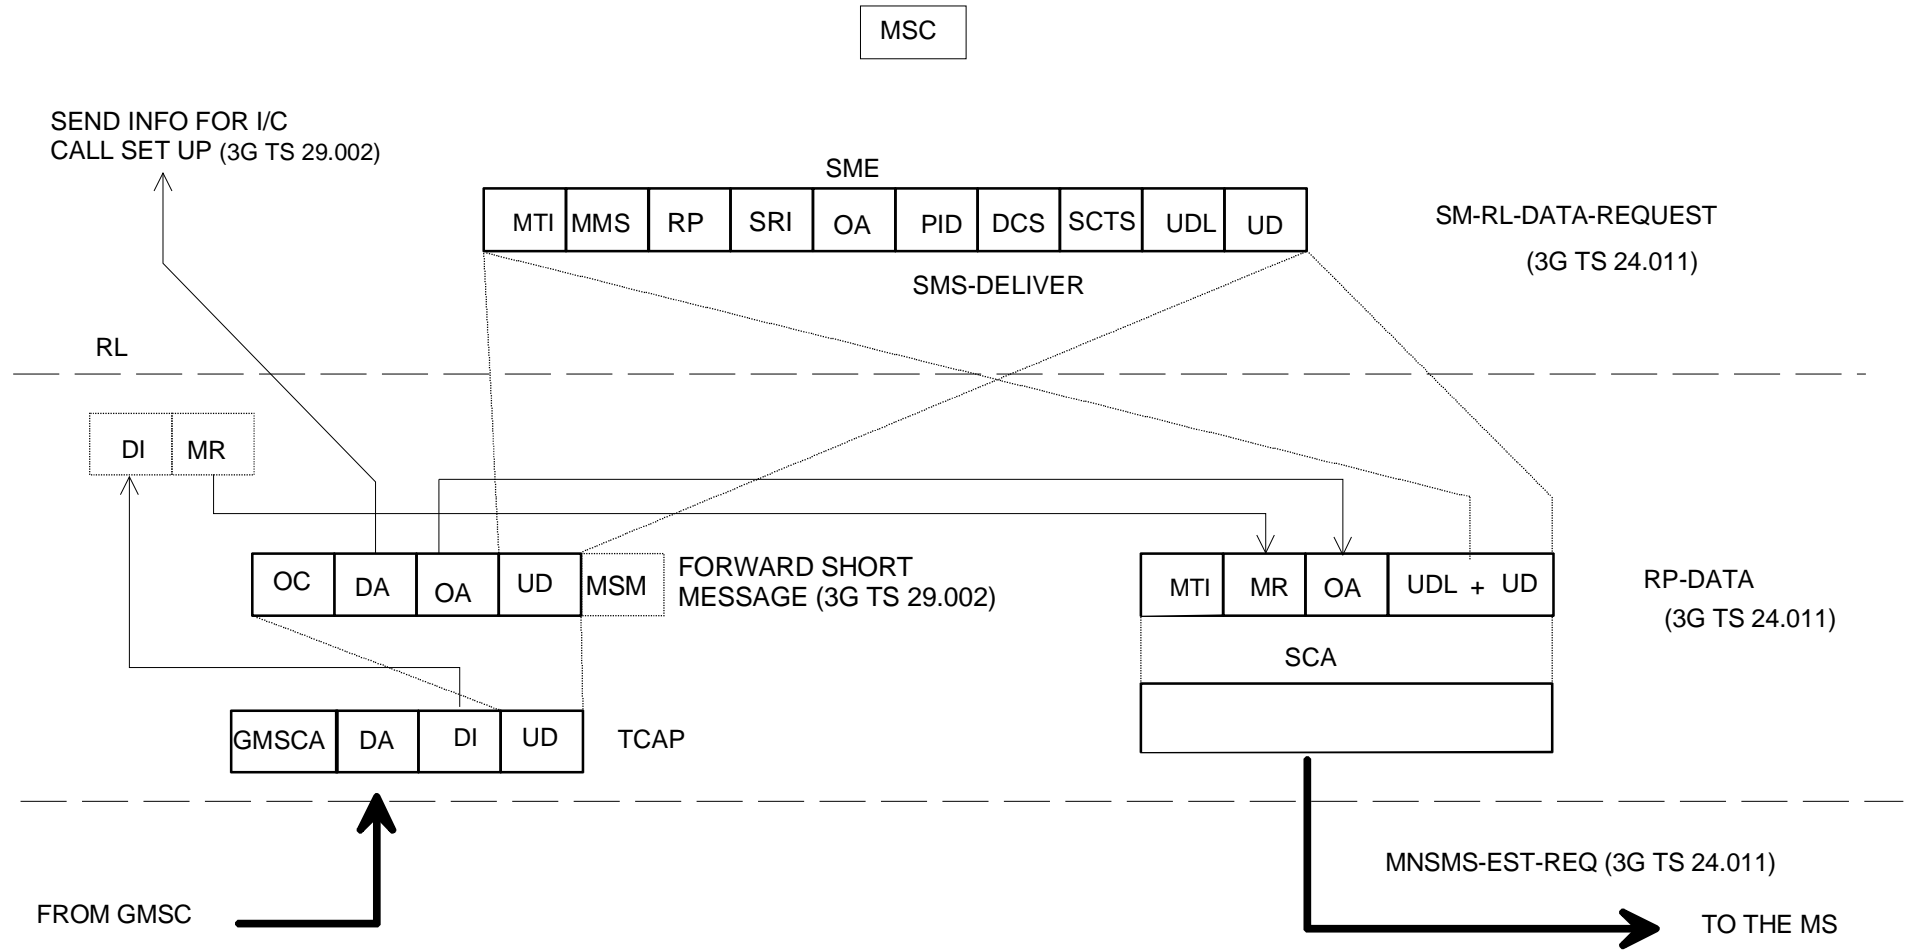 MSC
SEND INFO FOR I/C
CALL SET UP (3G TS 29.002)
SME
MTI MMS RP SRI OA PID DCS SCTS UDL UD
SM-RL-DATA-REQUEST
(3G TS 24.011)
SMS-DELIVER
RL
DI MR
OC DA OA UD MSM
FORWARD SHORT
MESSAGE (3G TS 29.002)
MTI MR OA UDL + UD
RP-DATA
(3G TS 24.011)
SCA
GMSCA DA DI UD
TCAP
MNSMS-EST-REQ (3G TS 24.011)
FROM GMSC
TO THE MS